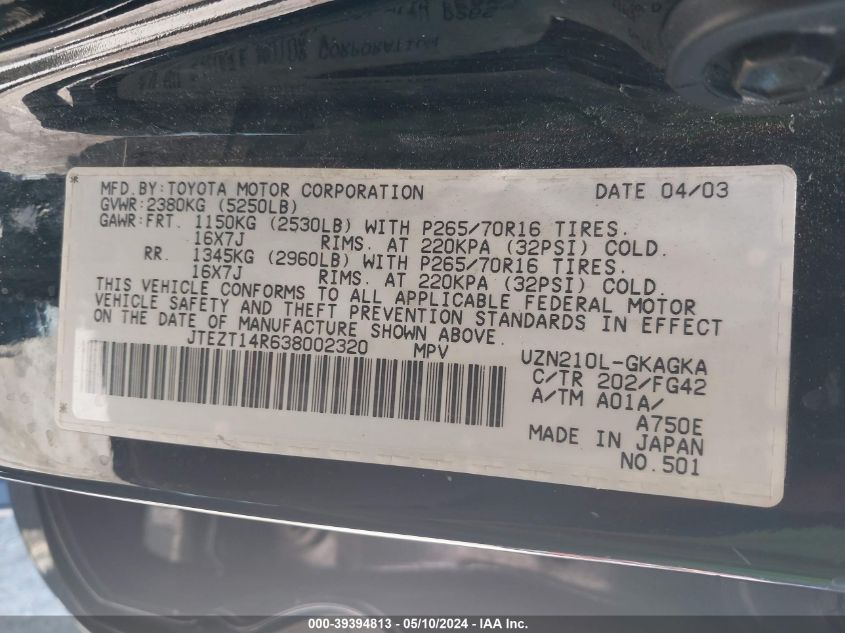 MFD.BY:TOYOTA MOTOR CORPORATION DATE 04/03
GVWR:2380KG (5250LB)
GAWR:FRT. 1150KG (2530LB) WITH P265/70R16 TIRES.
16X7J RIMS. AT 220KPA (32PSI) COLD.
RR. 1345KG (2960LB) WITH P265/70R16 TIRES.
16X7J RIMS. AT 220KPA (32PSI) COLD.
THIS VEHICLE CONFORMS TO ALL APPLICABLE FEDERAL MOTOR
VEHICLE SAFETY AND THEFT PREVENTION STANDARDS IN EFFECT
ON THE DATE OF MANUFACTURE SHOWN ABOVE.
JTEZT14R638002320 MPV
UZN210L-GKAGKA
C/TR 202/FG42
A/TM A01A/
A750E
MADE IN JAPAN
NO.501
000-39394813 - 05/10/2024 - IAA Inc.